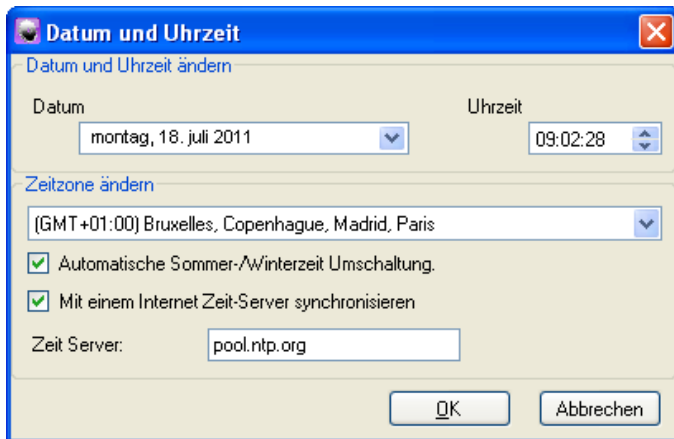 Datum und Uhrzeit
Datum und Uhrzeit ändern
Datum
Uhrzeit
montag, 18. juli 2011
09:02:28
Zeitzone ändern
(GMT+01:00) Bruxelles, Copenhague, Madrid, Paris
Automatische Sommer-/Winterzeit Umschaltung.
Mit einem Internet Zeit-Server synchronisieren
Zeit Server: pool.ntp.org
OK
Abbrechen